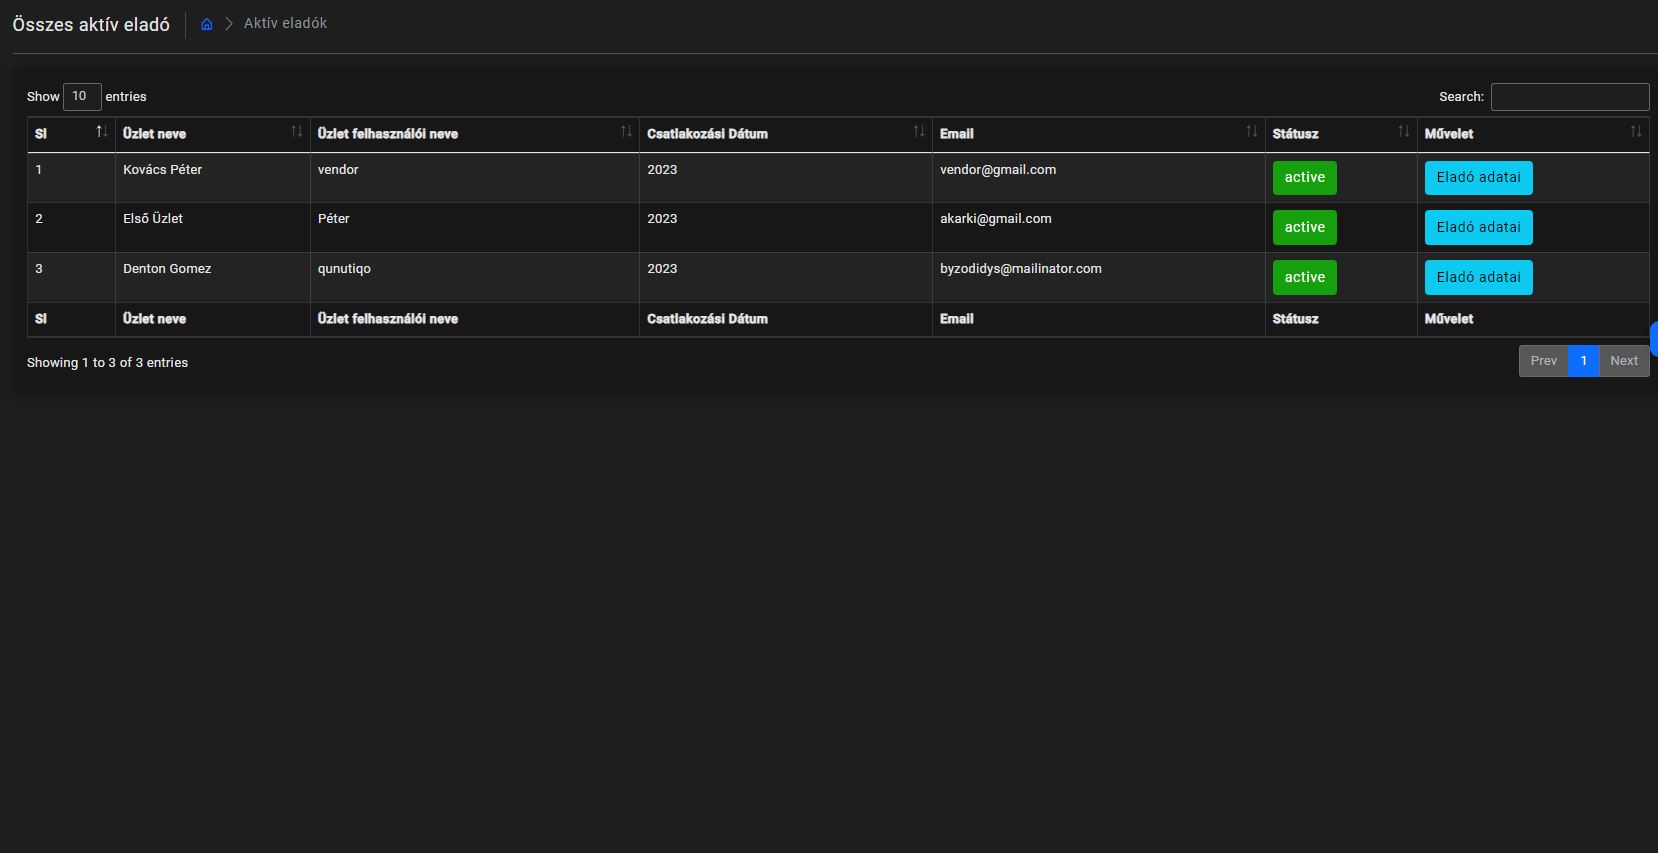 Összes aktív eladó Aktív eladók
Show 10 entries Search:
Sl Üzlet neve Üzlet felhasználói neve Csatlakozási Dátum Email Státusz Művelet
1 Kovács Péter vendor 2023 vendor@gmail.com active Eladó adatai
2 Első Üzlet Péter 2023 akarki@gmail.com active Eladó adatai
3 Denton Gomez qunutiqo 2023 byzodidys@mailinator.com active Eladó adatai
Sl Üzlet neve Üzlet felhasználói neve Csatlakozási Dátum Email Státusz Művelet
Showing 1 to 3 of 3 entries Prev 1 Next